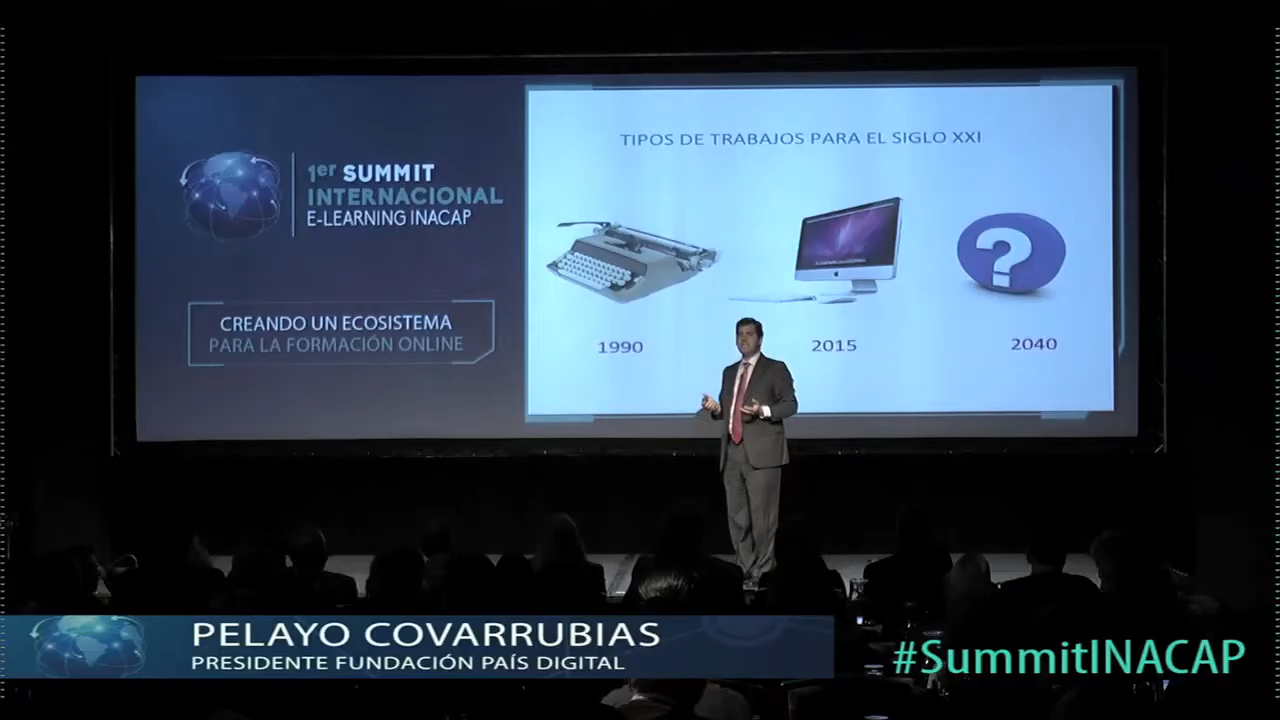 1er SUMMIT
INTERNACIONAL
E-LEARNING INACAP
CREANDO UN ECOSISTEMA
PARA LA FORMACIÓN ONLINE
TIPOS DE TRABAJOS PARA EL SIGLO XXI
?
1990
2015
2040
PELAYO COVARRUBIAS
PRESIDENTE FUNDACIÓN PAÍS DIGITAL
#SummitINACAP